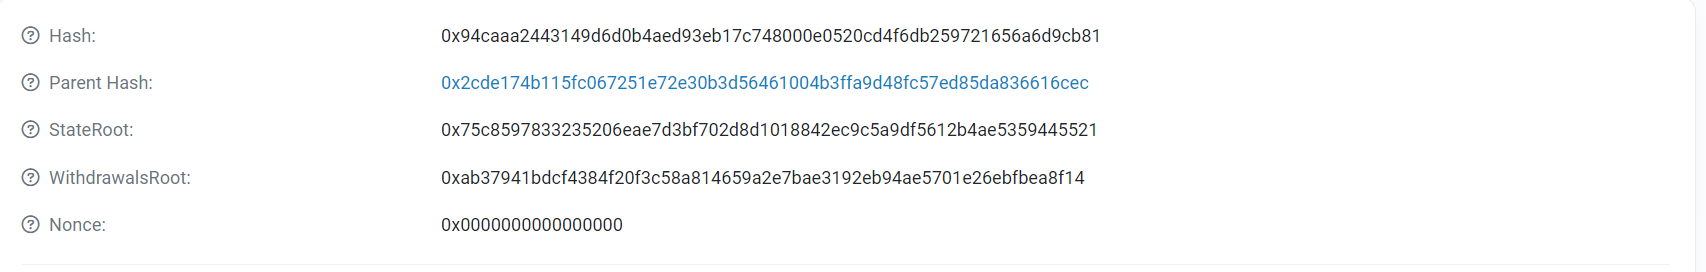 Hash: 0x94caaa2443149d6d0b4aed93eb17c748000e0520cd4f6db259721656a6d9cb81
Parent Hash: 0x2cde174b115fc067251e72e30b3d56461004b3ffa9d48fc57ed85da836616cec
StateRoot: 0x75c8597833235206eae7d3bf702d8d1018842ec9c5a9df5612b4ae5359445521
WithdrawalsRoot: 0xab37941bdcf4384f20f3c58a814659a2e7bae3192eb94ae5701e26ebfbea8f14
Nonce: 0x0000000000000000